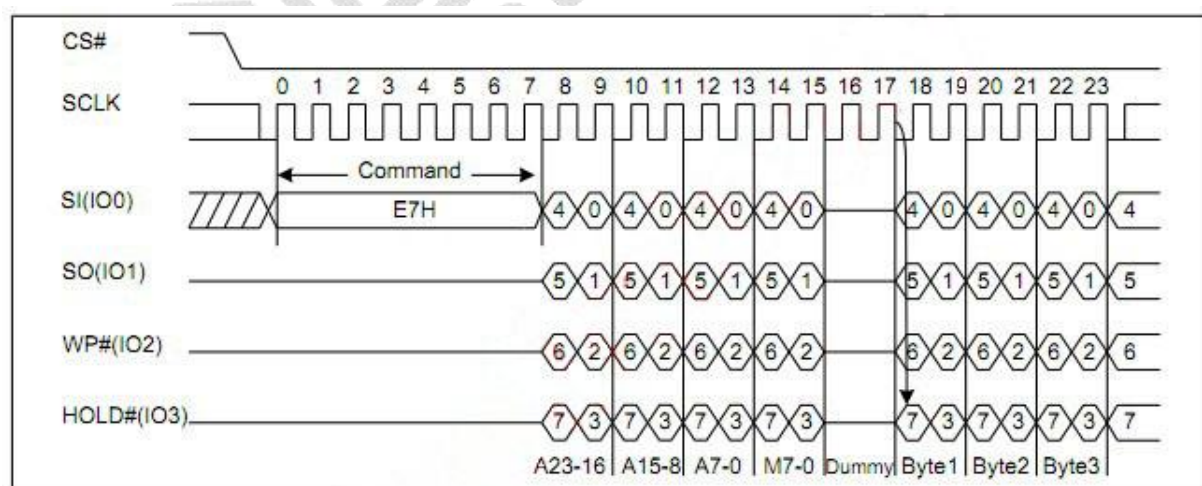 CS#
0 1 2 3 4 5 6 7 8 9 10 11 12 13 14 15 16 17 18 19 20 21 22 23
SCLK
Command
SI(IO0) E7H 4 0 4 0 4 0 4 0 4 0 4 0 4 0 4
SO(IO1) 5 1 5 1 5 1 5 1 5 1 5 1 5 1 5
WP#(IO2) 6 2 6 2 6 2 6 2 6 2 6 2 6 2 6
HOLD#(IO3) 7 3 7 3 7 3 7 3 7 3 7 3 7 3 7
A23-16 A15-8 A7-0 M7-0 Dummy Byte1 Byte2 Byte3